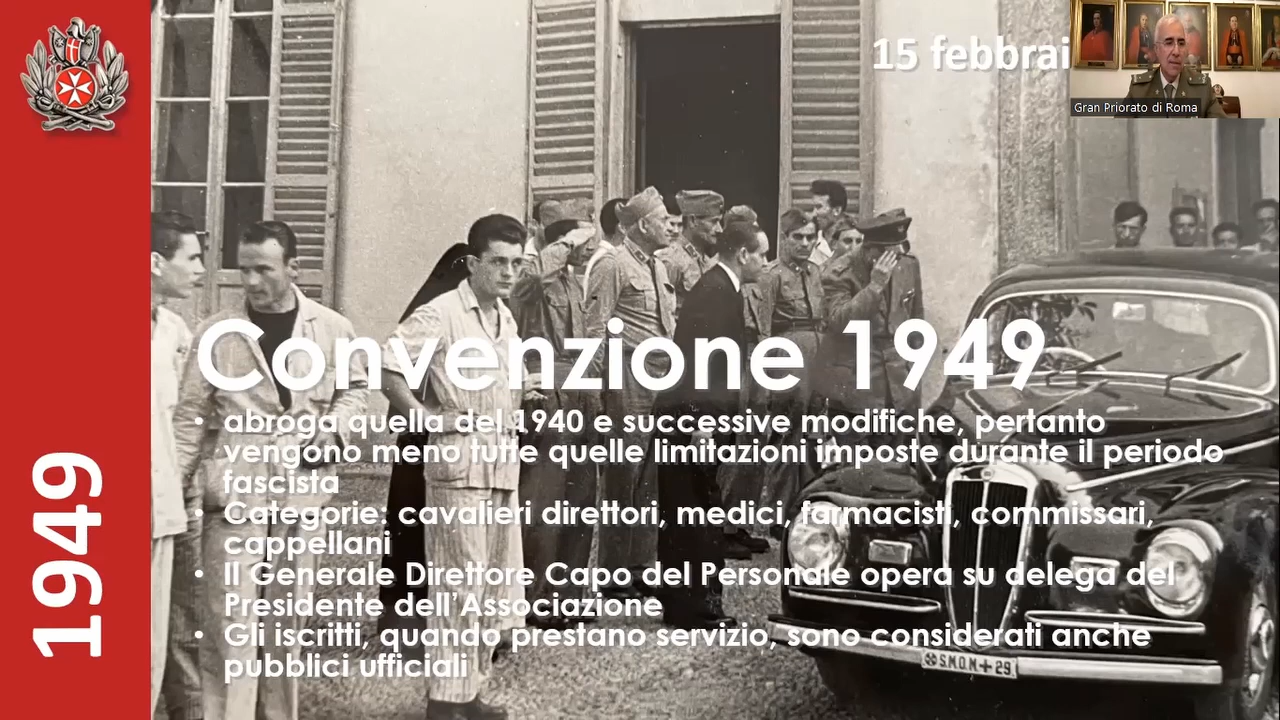 15 febbrai
Gran Priorato di Roma
1949
Convenzione 1949
• abroga quella del 1940 e successive modifiche, pertanto
vengono meno tutte quelle limitazioni imposte durante il periodo
fascista
• Categorie: cavalieri direttori, medici, farmacisti, commissari,
cappellani
• Il Generale Direttore Capo del Personale opera su delega del
Presidente dell'Associazione
• Gli iscritti, quando prestano servizio, sono considerati anche
pubblici ufficiali
S.M.O.M. 29